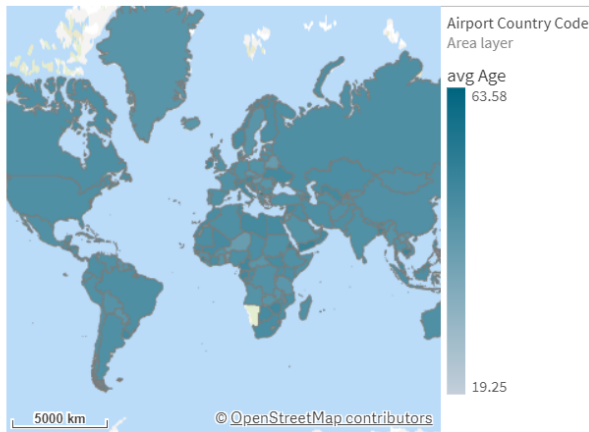 Airport Country Code
Area layer
avg Age
63.58
19.25
5000 km
© OpenStreetMap contributors